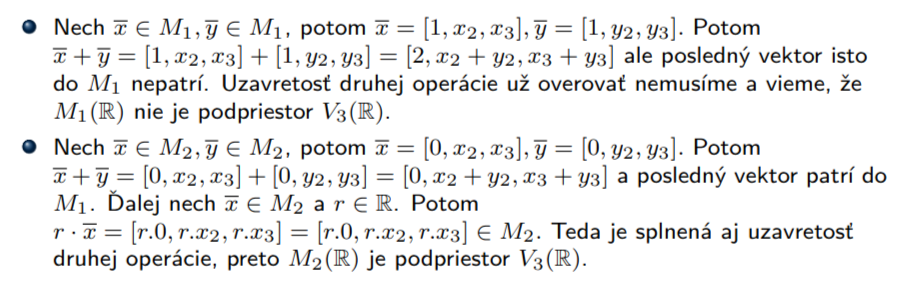 Nech x̅ ∈ M₁, y̅ ∈ M₁, potom x̅ = [1, x₂, x₃], y̅ = [1, y₂, y₃]. Potom
x̅ + y̅ = [1, x₂, x₃] + [1, y₂, y₃] = [2, x₂ + y₂, x₃ + y₃] ale posledný vektor isto
do M₁ nepatrí. Uzavretosť druhej operácie už overovať nemusíme a vieme, že
M₁(ℝ) nie je podpriestor V₃(ℝ).
Nech x̅ ∈ M₂, y̅ ∈ M₂, potom x̅ = [0, x₂, x₃], y̅ = [0, y₂, y₃]. Potom
x̅ + y̅ = [0, x₂, x₃] + [0, y₂, y₃] = [0, x₂ + y₂, x₃ + y₃] a posledný vektor patrí do
M₁. Ďalej nech x̅ ∈ M₂ a r ∈ ℝ. Potom
r · x̅ = [r.0, r.x₂, r.x₃] = [r.0, r.x₂, r.x₃] ∈ M₂. Teda je splnená aj uzavretosť
druhej operácie, preto M₂(ℝ) je podpriestor V₃(ℝ).